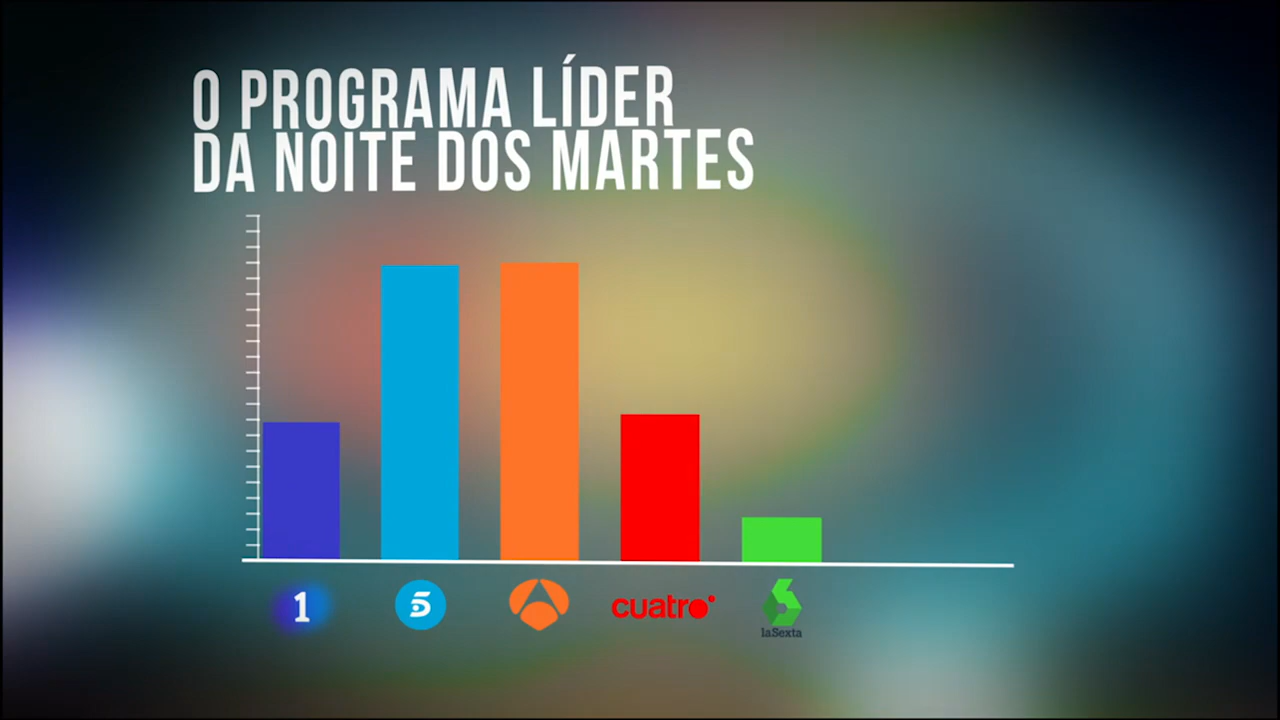 O PROGRAMA LÍDER
DA NOITE DOS MARTES
1
5
cuatro
laSexta